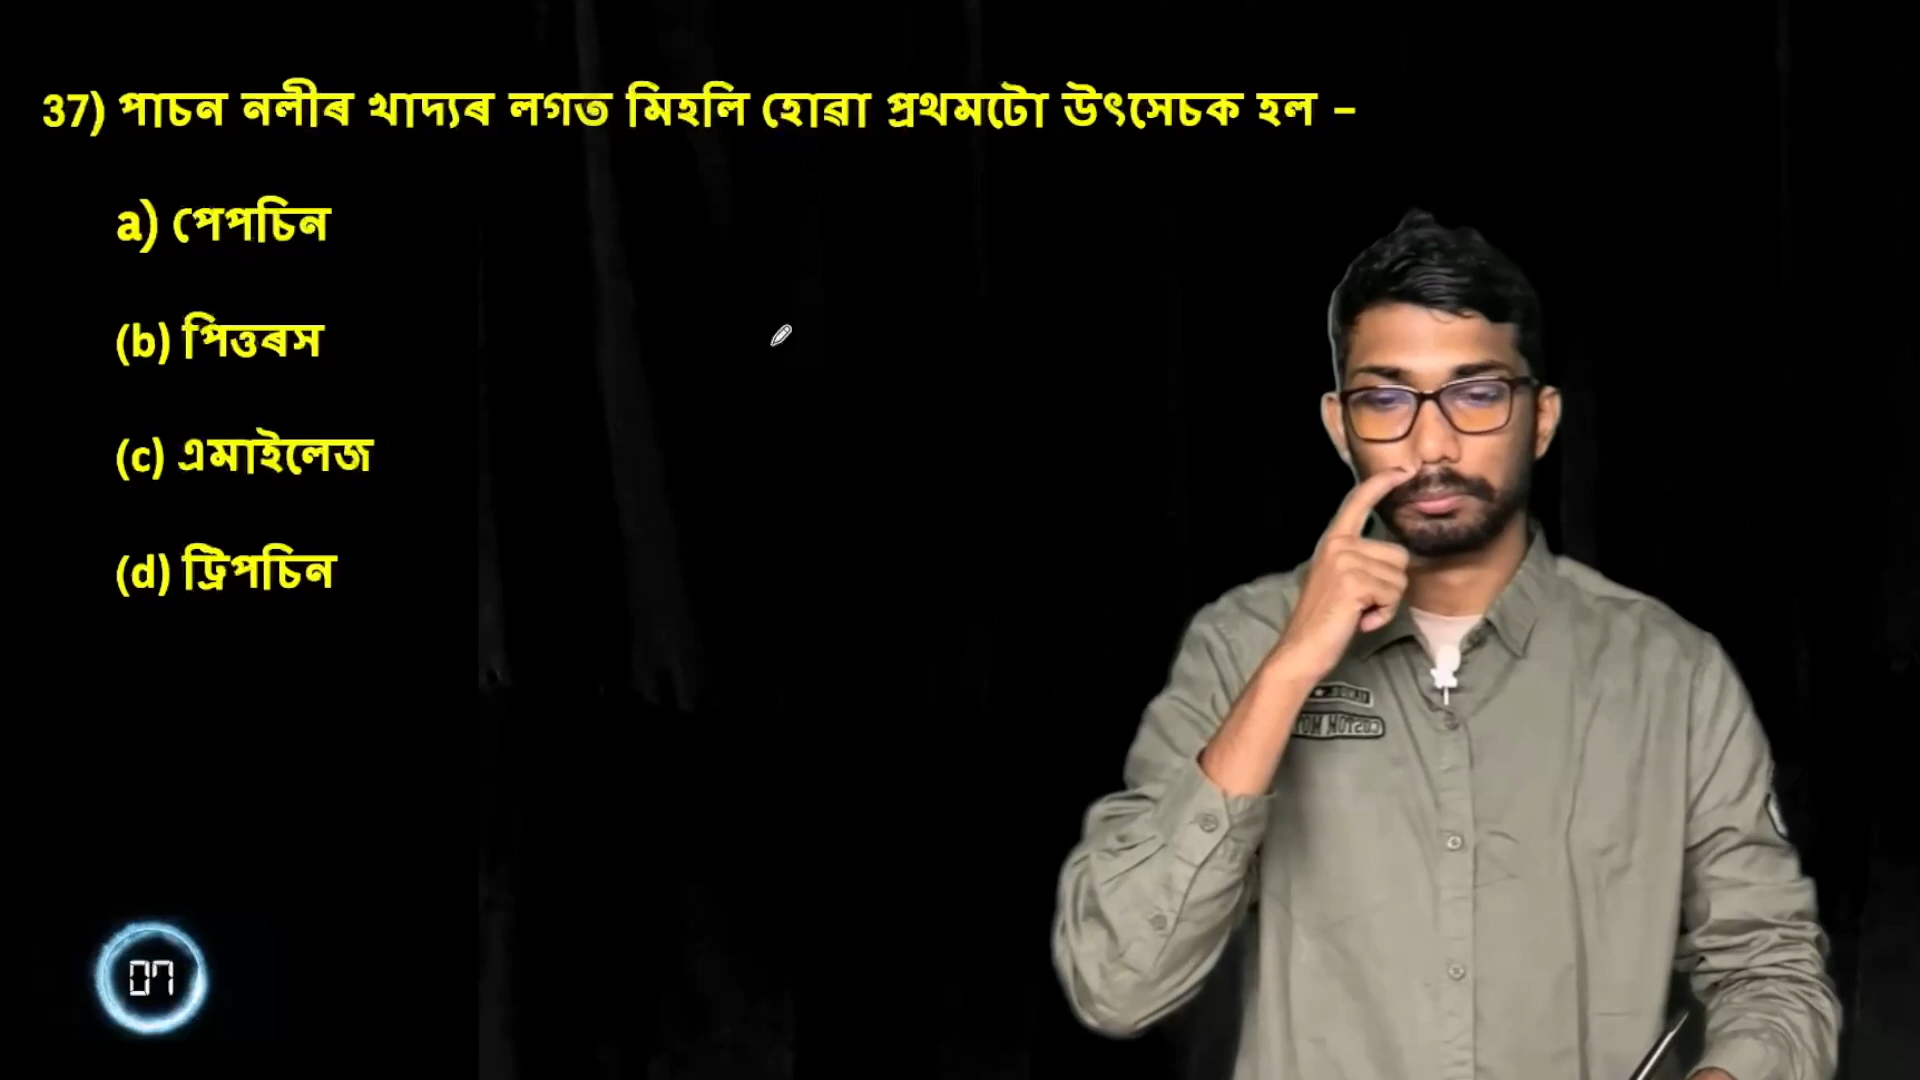 37) পাচন নলীৰ খাদ্যৰ লগত মিহলি হোৱা প্ৰথমটো উৎসেচক হল –
a) পেপচিন
(b) পিত্তৰস
(c) এমাইলেজ
(d) ট্ৰিপচিন
07